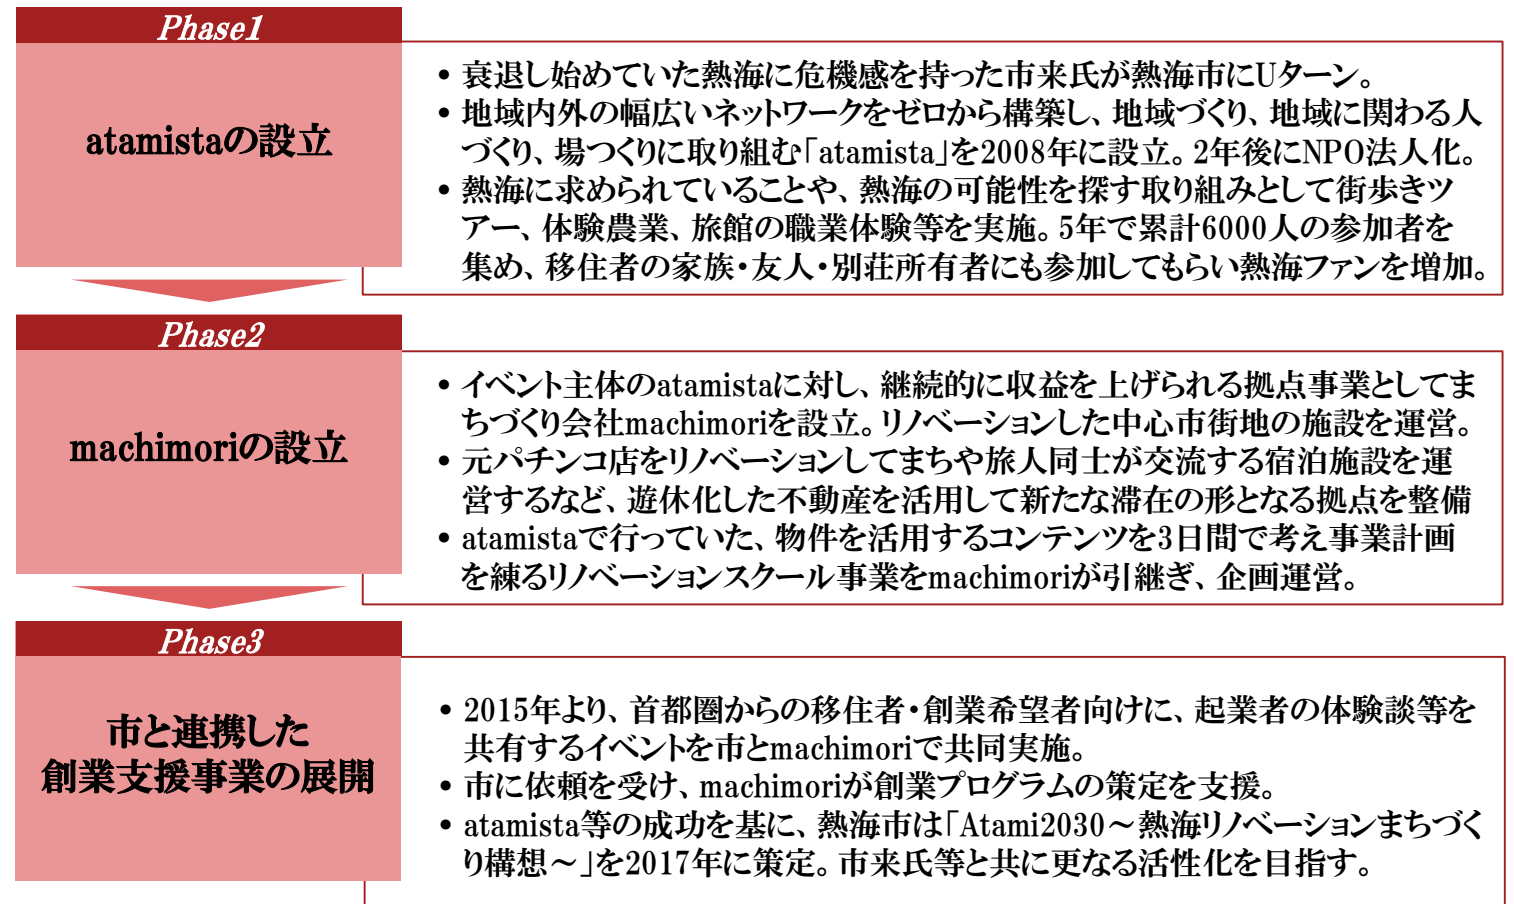 Phase1
atamistaの設立
• 衰退し始めていた熱海に危機感を持った市来氏が熱海市にUターン。
• 地域内外の幅広いネットワークをゼロから構築し、地域づくり、地域に関わる人
づくり、場つくりに取り組む「atamista」を2008年に設立。2年後にNPO法人化。
• 熱海に求められていることや、熱海の可能性を探す取り組みとして街歩きツ
アー、体験農業、旅館の職業体験等を実施。5年で累計6000人の参加者を
集め、移住者の家族・友人・別荘所有者にも参加してもらい熱海ファンを増加。
Phase2
machimoriの設立
• イベント主体のatamistaに対し、継続的に収益を上げられる拠点事業としてま
ちづくり会社machimoriを設立。リノベーションした中心市街地の施設を運営。
• 元パチンコ店をリノベーションしてまちや旅人同士が交流する宿泊施設を運
営するなど、遊休化した不動産を活用して新たな滞在の形となる拠点を整備
• atamistaで行っていた、物件を活用するコンテンツを3日間で考え事業計画
を練るリノベーションスクール事業をmachimoriが引継ぎ、企画運営。
Phase3
市と連携した
創業支援事業の展開
• 2015年より、首都圏からの移住者・創業希望者向けに、起業者の体験談等を
共有するイベントを市とmachimoriで共同実施。
• 市に依頼を受け、machimoriが創業プログラムの策定を支援。
• atamista等の成功を基に、熱海市は「Atami2030～熱海リノベーションまちづく
り構想～」を2017年に策定。市来氏等と共に更なる活性化を目指す。